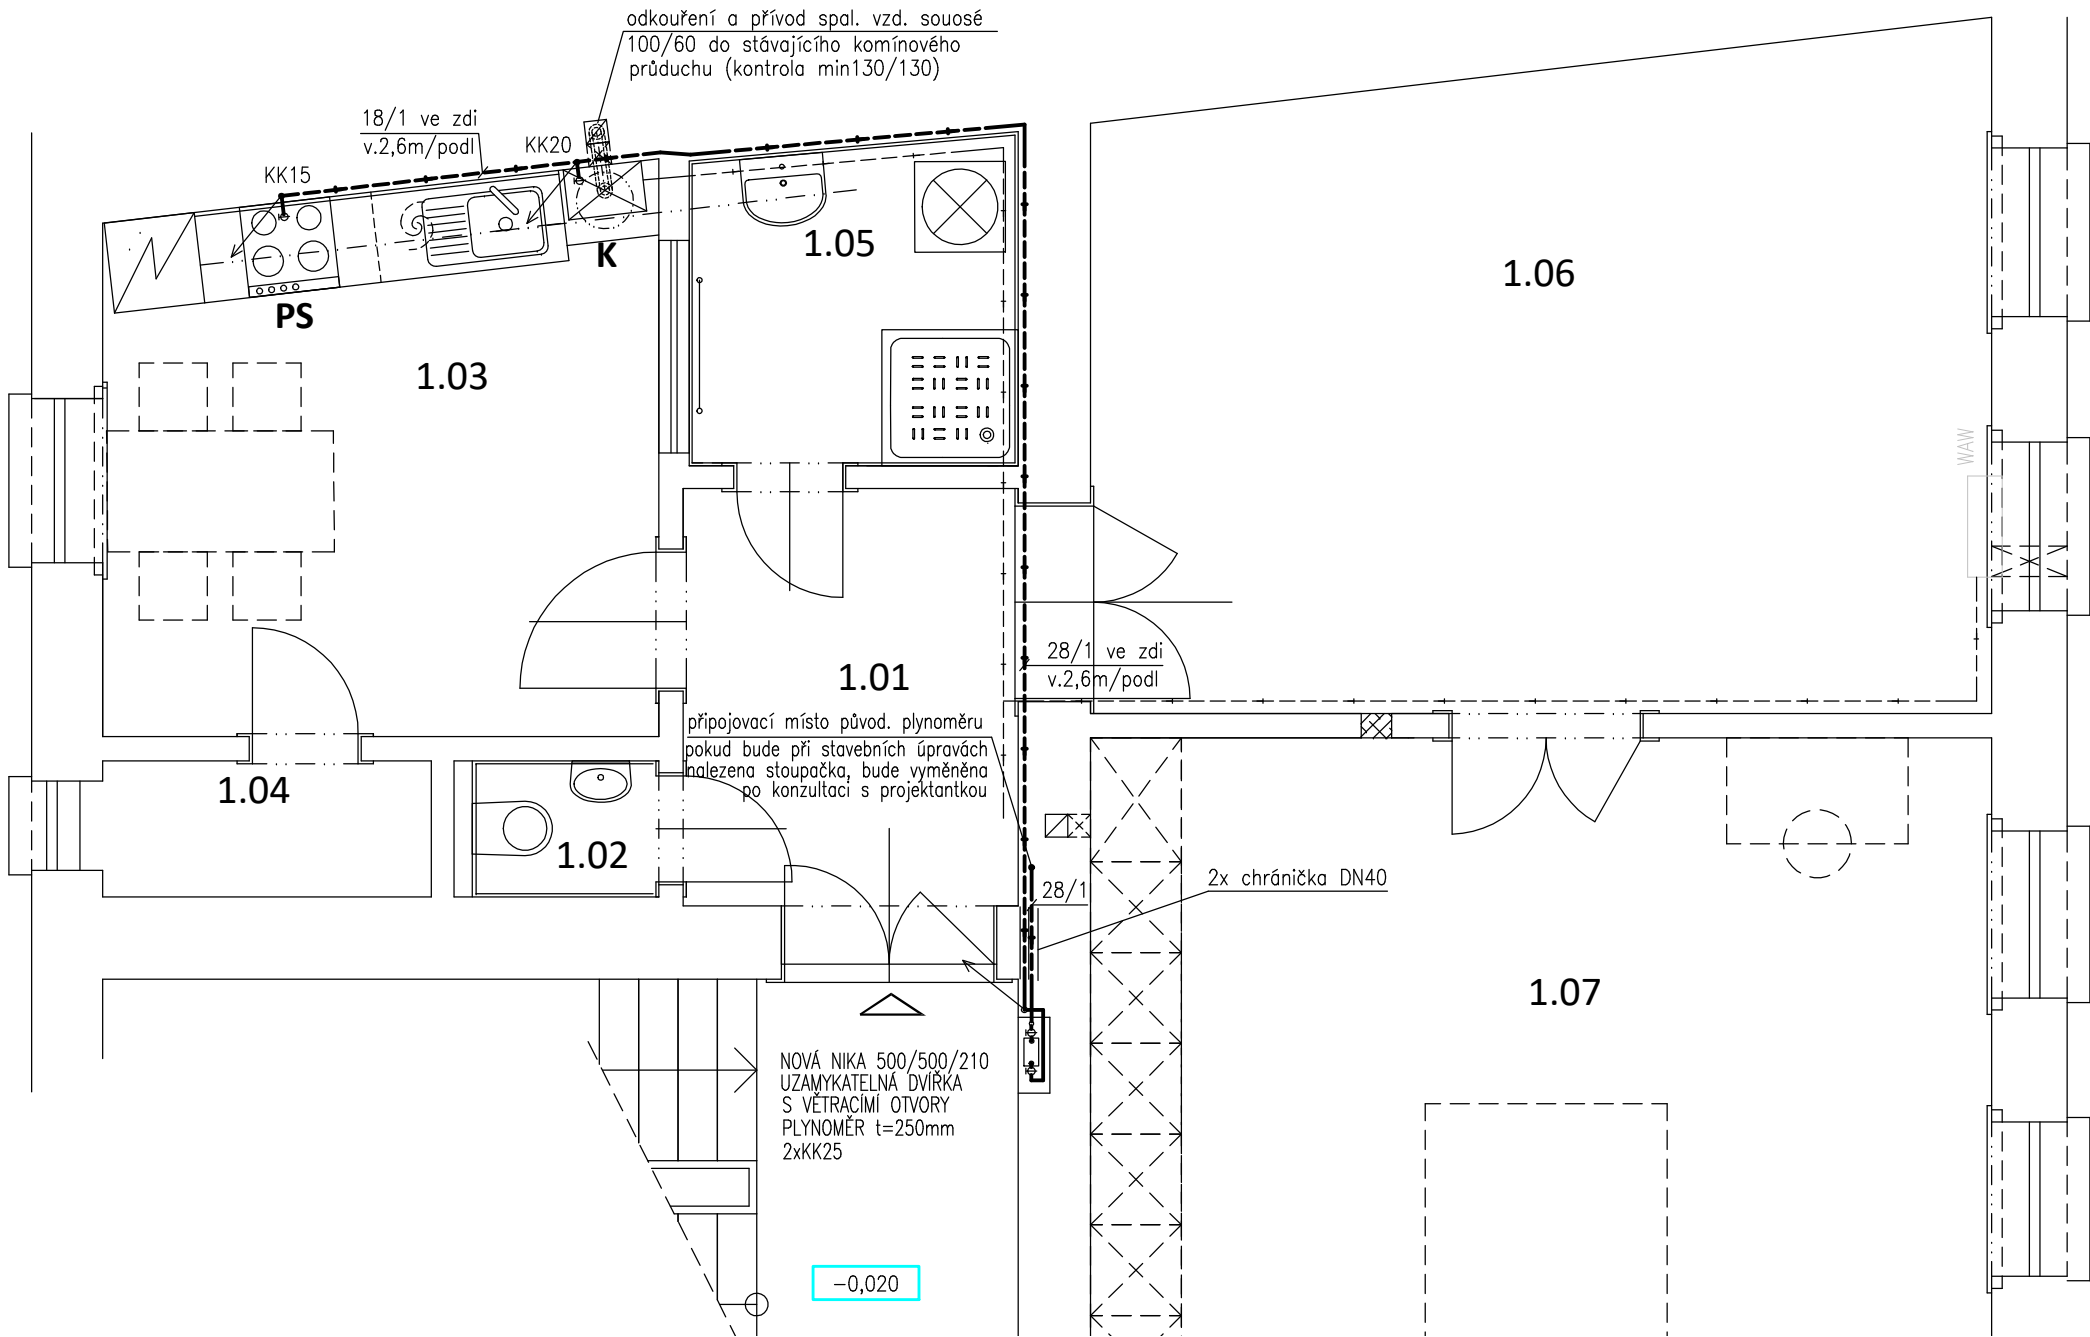 odkouření a přívod spal. vzd. souosé
100/60 do stávajícího komínového
průduchu (kontrola min130/130)
18/1 ve zdi
v.2,6m/podl
KK20
KK15
K
PS
1.05
1.06
1.03
WAW
28/1 ve zdi
v.2,6m/podl
1.01
připojovací místo původ. plynoměru
pokud bude při stavebních úpravách
nalezena stoupačka, bude vyměněna
po konzultaci s projektantkou
1.04
1.02
28/1
2x chránička DN40
1.07
NOVÁ NIKA 500/500/210
UZAMYKATELNÁ DVÍŘKA
S VĚTRACÍMÍ OTVORY
PLYNOMĚR t=250mm
2xKK25
-0,020